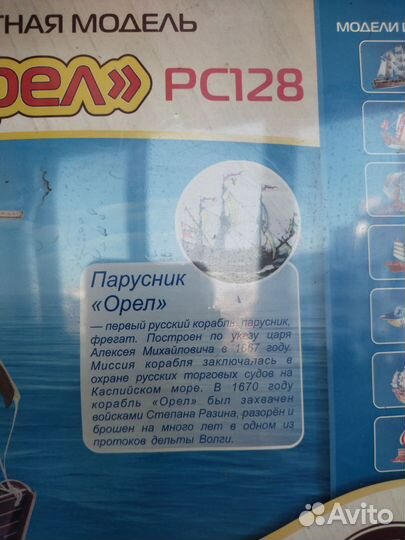 ТНАЯ МОДЕЛЬ
МОДЕЛИ
рел»
РС128
Парусник
«Орел»
— первый русский корабль, парусник,
фрегат. Построен по указу царя
Алексея Михайловича в 1667 году.
Миссия корабля заключалась в
охране русских торговых судов на
Каспийском море. В 1670 году
корабль «Орел» был захвачен
войсками Степана Разина, разорён и
брошен на много лет в одном из
протоков дельты Волги.
Avito